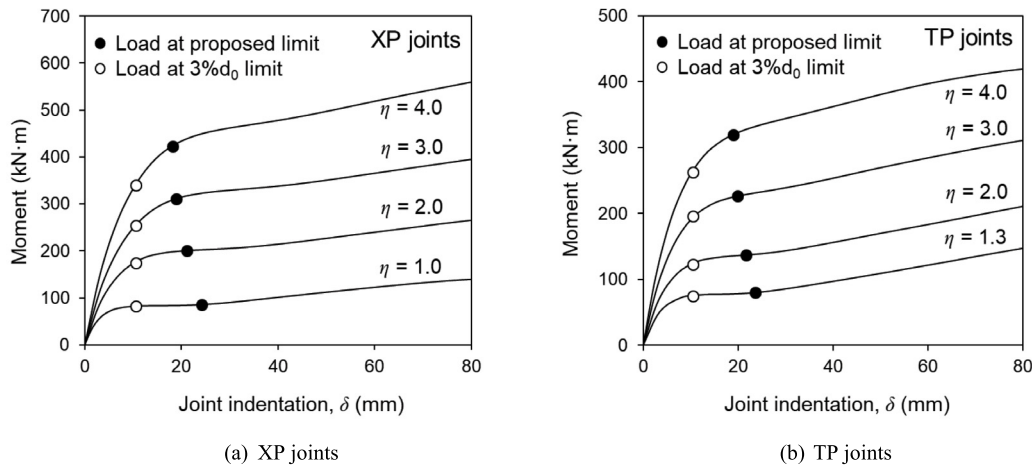 700
600
500
400
300
200
100
0
Moment (kN·m)
● Load at proposed limit
○ Load at 3%d₀ limit
XP joints
η = 4.0
η = 3.0
η = 2.0
η = 1.0
0 20 40 60 80
Joint indentation, δ (mm)
(a) XP joints
500
400
300
200
100
0
Moment (kN·m)
● Load at proposed limit
○ Load at 3%d₀ limit
TP joints
η = 4.0
η = 3.0
η = 2.0
η = 1.3
0 20 40 60 80
Joint indentation, δ (mm)
(b) TP joints